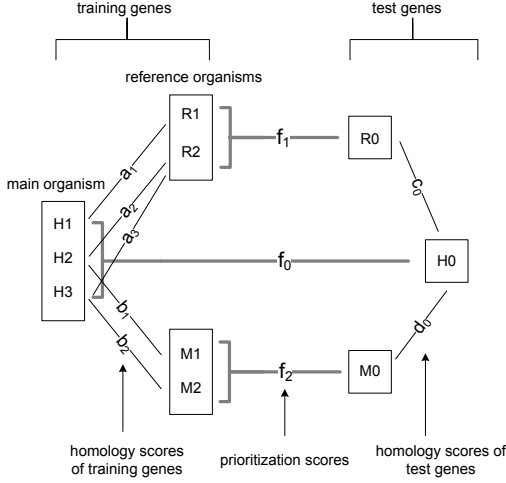 training genes
test genes
reference organisms
R1
R2
a₁
f₁
R0
main organism
a₂
a₃
c₀
H1
H2
H3
f₀
H0
b₁
b₂
d₀
M1
M2
f₂
M0
homology scores
of training genes
prioritization scores
homology scores of
test genes